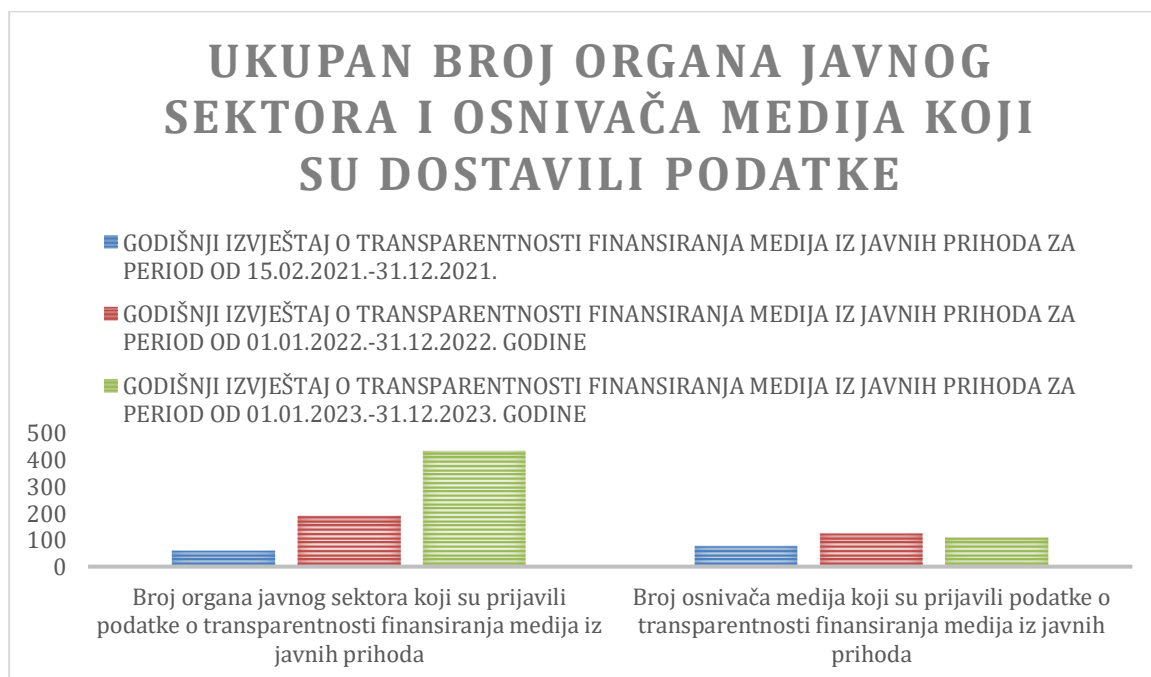 UKUPAN BROJ ORGANA JAVNOG
SEKTORA I OSNIVAČA MEDIJA KOJI
SU DOSTAVILI PODATKE
GODIŠNJI IZVJEŠTAJ O TRANSPARENTNOSTI FINANSIRANJA MEDIJA IZ JAVNIH PRIHODA ZA
PERIOD OD 15.02.2021.-31.12.2021.
GODIŠNJI IZVJEŠTAJ O TRANSPARENTNOSTI FINANSIRANJA MEDIJA IZ JAVNIH PRIHODA ZA
PERIOD OD 01.01.2022.-31.12.2022. GODINE
GODIŠNJI IZVJEŠTAJ O TRANSPARENTNOSTI FINANSIRANJA MEDIJA IZ JAVNIH PRIHODA ZA
PERIOD OD 01.01.2023.-31.12.2023. GODINE
500
400
300
200
100
0
Broj organa javnog sektora koji su prijavili
podatke o transparentnosti finansiranja medija iz
javnih prihoda
Broj osnivača medija koji su prijavili podatke o
transparentnosti finansiranja medija iz javnih
prihoda